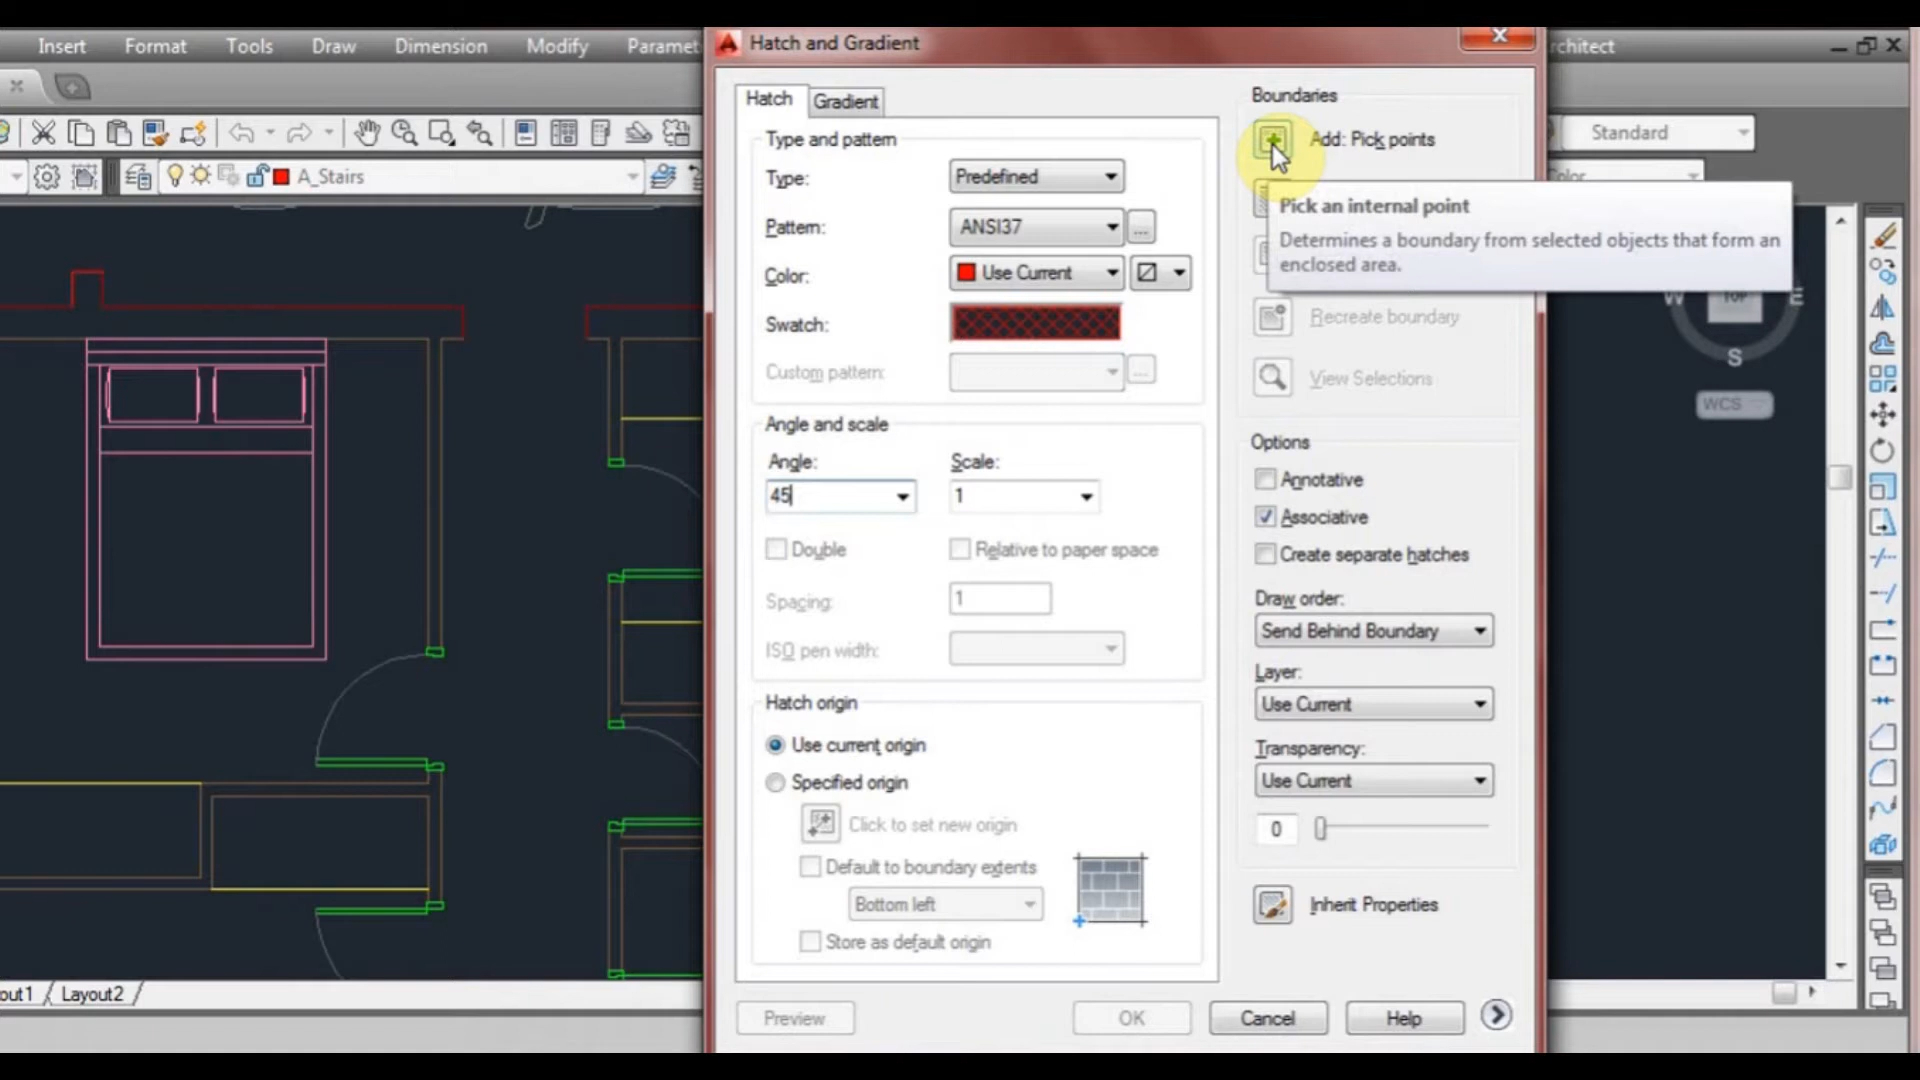 Insert Format Tools Draw Dimension Modify Paramet
Hatch and Gradient
rchitect
Hatch Gradient
Boundaries
Standard
Type and pattern
Add: Pick points
A_Stairs
Type: Predefined
Color
Pick an internal point
Determines a boundary from selected objects that form an
enclosed area.
Pattern: ANSI37 ...
Color: Use Current
W TOP E
S
WCS
Swatch:
Recreate boundary
Custom pattern: ...
View Selections
Angle and scale
Options
Angle: Scale:
45 1
Annotative
Associative
Double Relative to paper space
Create separate hatches
Spacing: 1
Draw order:
Send Behind Boundary
ISO pen width:
Layer:
Use Current
Hatch origin
Use current origin
Transparency:
Use Current
Specified origin
Click to set new origin
0
Default to boundary extents
Bottom left
Inherit Properties
Store as default origin
out1 Layout2
Preview OK Cancel Help